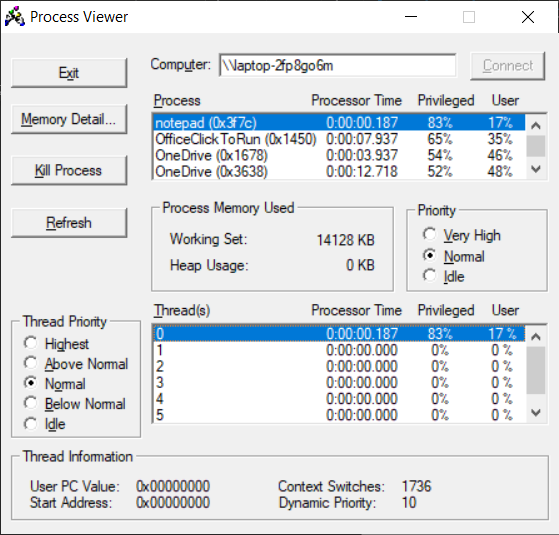 Process Viewer
Exit
Computer: \\laptop-2fp8go6m Connect
Memory Detail...
Kill Process
Refresh
Process Processor Time Privileged User
notepad (0x3f7c) 0:00:00.187 83% 17%
OfficeClickToRun (0x1450) 0:00:07.937 65% 35%
OneDrive (0x1678) 0:00:03.937 54% 46%
OneDrive (0x3638) 0:00:12.718 52% 48%
Process Memory Used
Working Set: 14128 KB
Heap Usage: 0 KB
Priority
Very High
Normal
Idle
Thread Priority
Highest
Above Normal
Normal
Below Normal
Idle
Thread(s) Processor Time Privileged User
0 0:00:00.187 83% 17 %
1 0:00:00.000 0% 0 %
2 0:00:00.000 0% 0 %
3 0:00:00.000 0% 0 %
4 0:00:00.000 0% 0 %
5 0:00:00.000 0% 0 %
Thread Information
User PC Value: 0x00000000 Context Switches: 1736
Start Address: 0x00000000 Dynamic Priority: 10